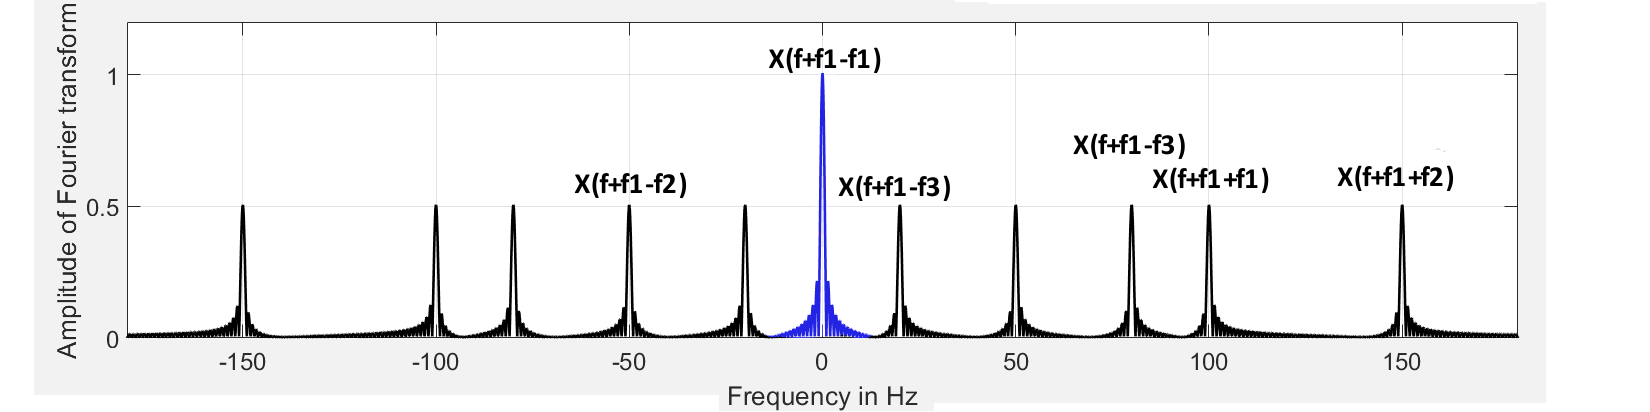 Amplitude of Fourier transform
1
0.5
0
X(f+f1-f1)
X(f+f1-f3)
X(f+f1-f2)
X(f+f1-f3)
X(f+f1+f1)
X(f+f1+f2)
-150
-100
-50
0
50
100
150
Frequency in Hz